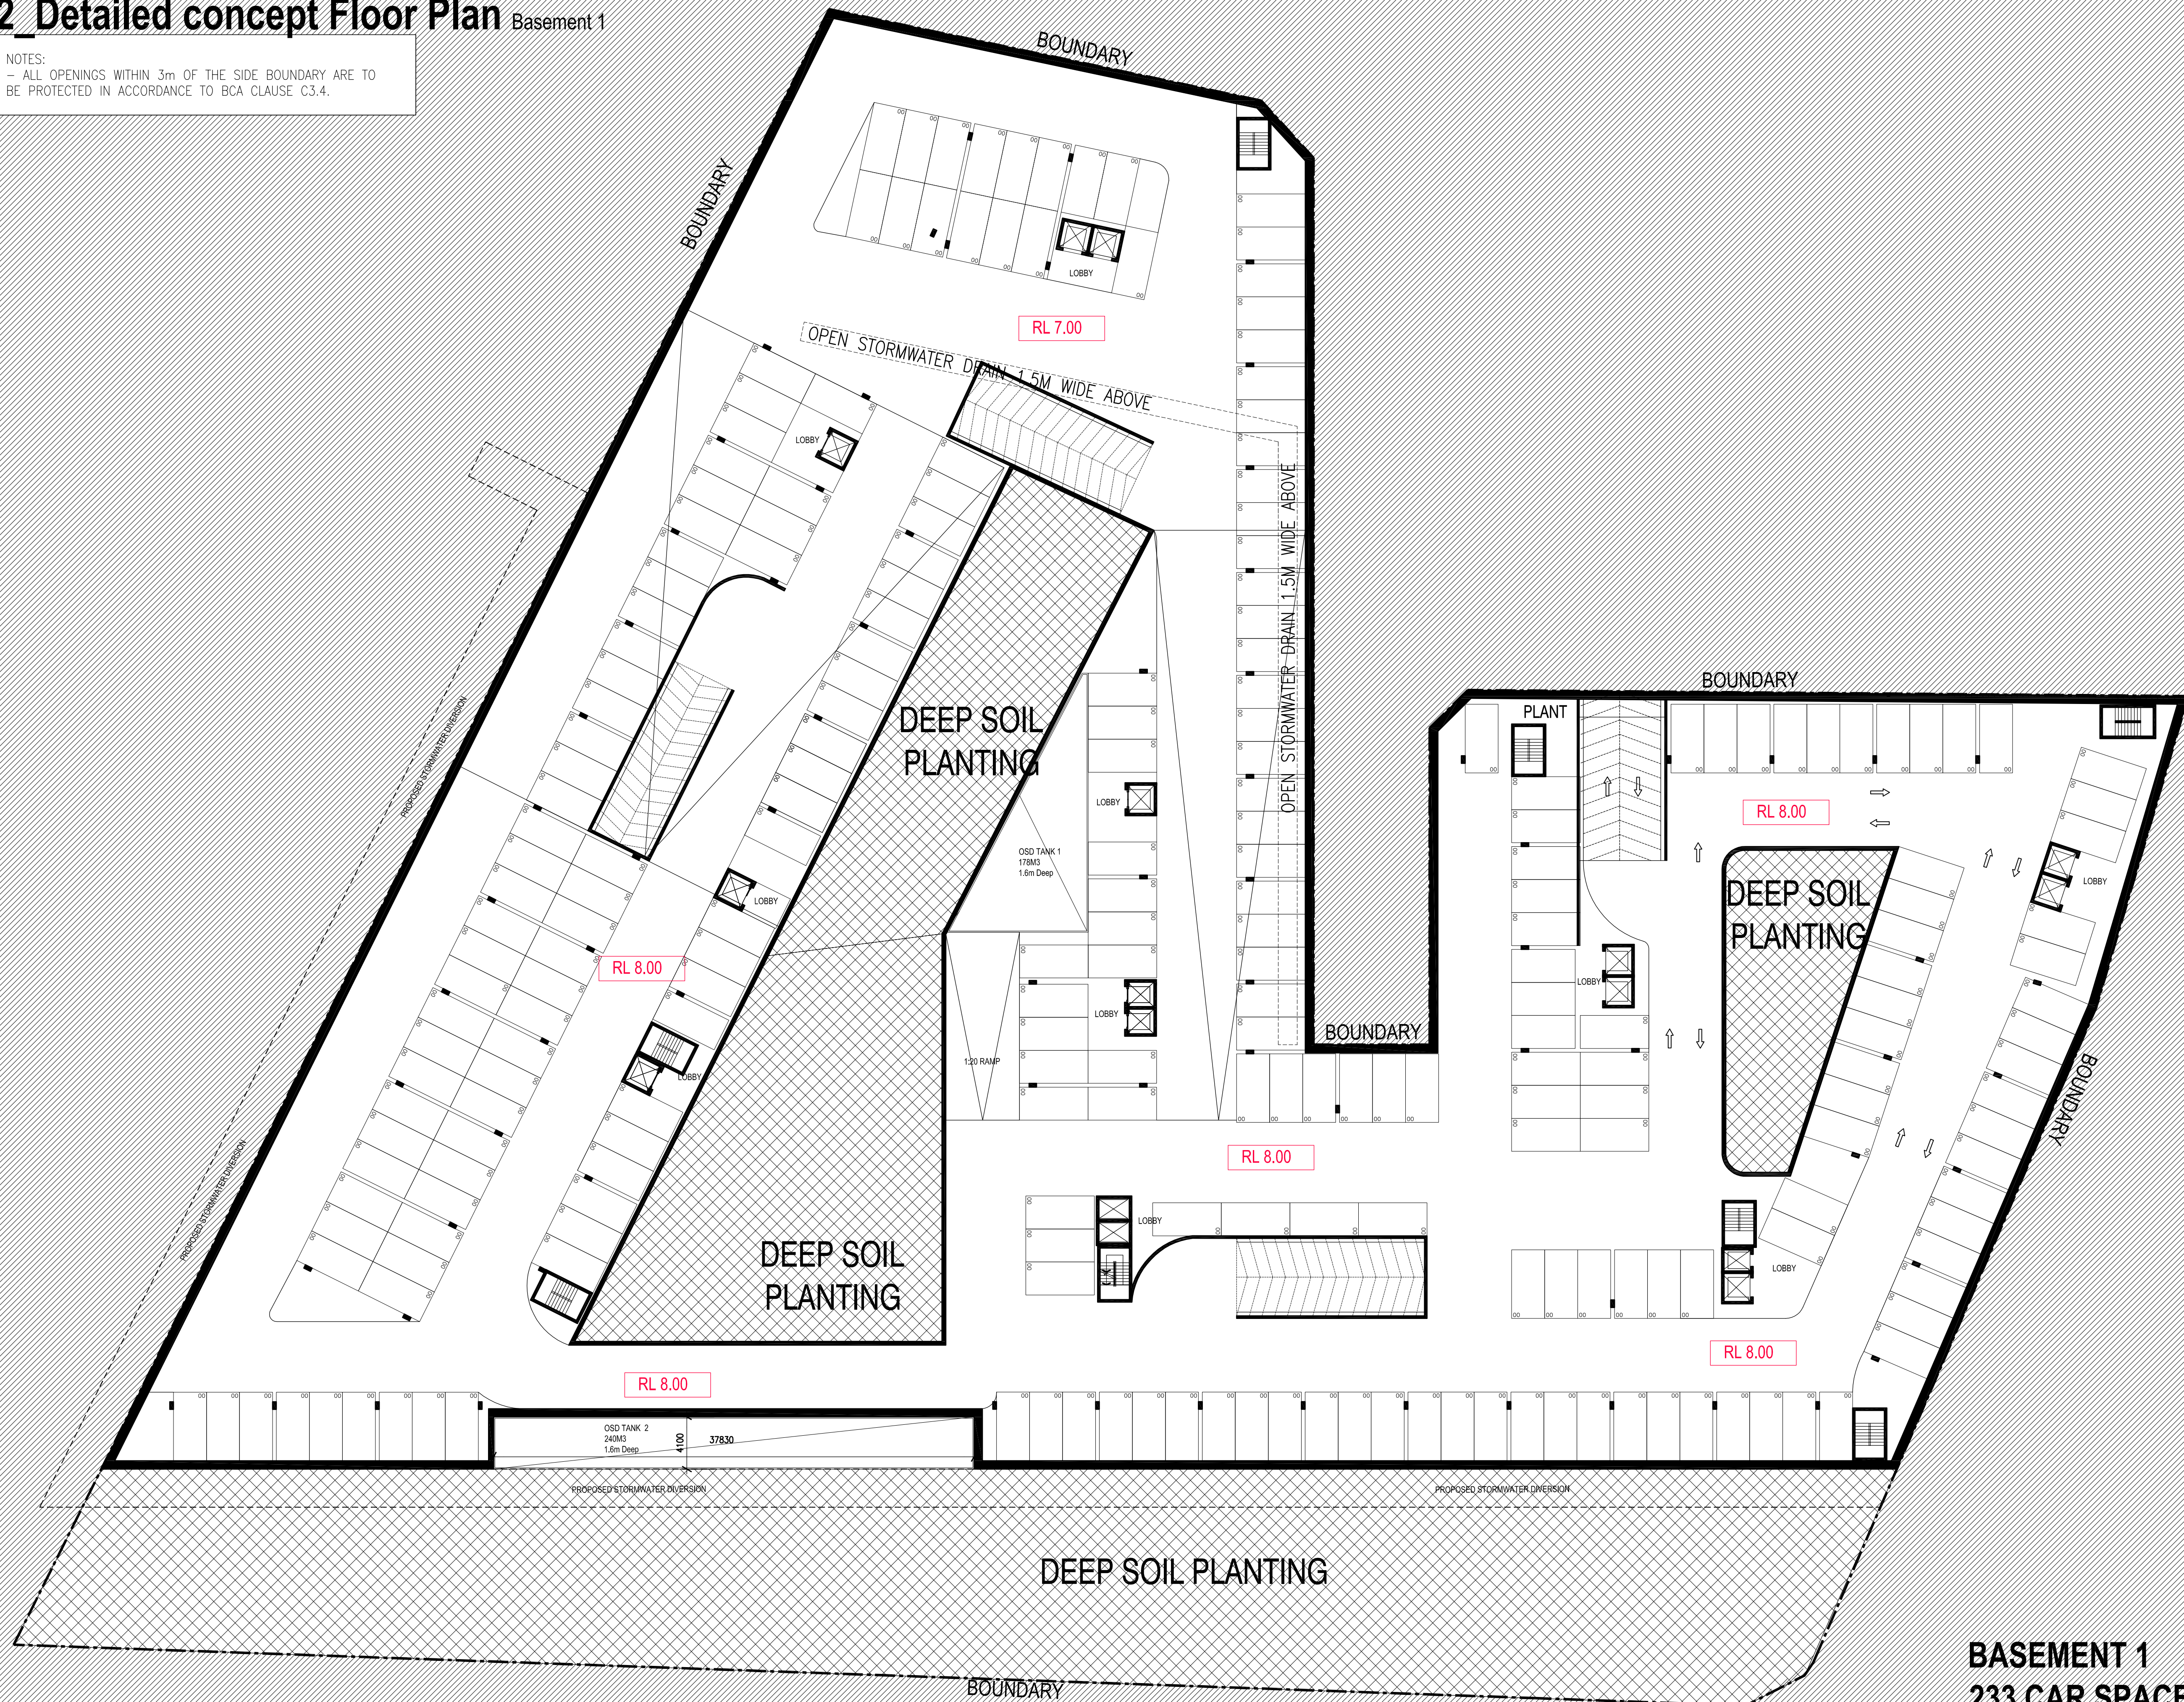 2_Detailed concept Floor Plan Basement 1
NOTES:
– ALL OPENINGS WITHIN 3m OF THE SIDE BOUNDARY ARE TO
BE PROTECTED IN ACCORDANCE TO BCA CLAUSE C3.4.
BOUNDARY
BOUNDARY
LOBBY
RL 7.00
OPEN STORMWATER DRAIN 1.5M WIDE ABOVE
LOBBY
OPEN STORMWATER DRAIN 1.5M WIDE ABOVE
PROPOSED STORMWATER DIVERSION
DEEP SOIL
PLANTING
BOUNDARY
PLANT
LOBBY
RL 8.00
OSD TANK 1
178M3
1.6m Deep
DEEP SOIL
PLANTING
LOBBY
LOBBY
RL 8.00
LOBBY
LOBBY
BOUNDARY
1:20 RAMP
LOBBY
BOUNDARY
PROPOSED STORMWATER DIVERSION
RL 8.00
LOBBY
DEEP SOIL
PLANTING
LOBBY
RL 8.00
RL 8.00
OSD TANK 2
240M3
1.6m Deep
4100
37830
PROPOSED STORMWATER DIVERSION
PROPOSED STORMWATER DIVERSION
DEEP SOIL PLANTING
BOUNDARY
BASEMENT 1
233 CAR SPACE